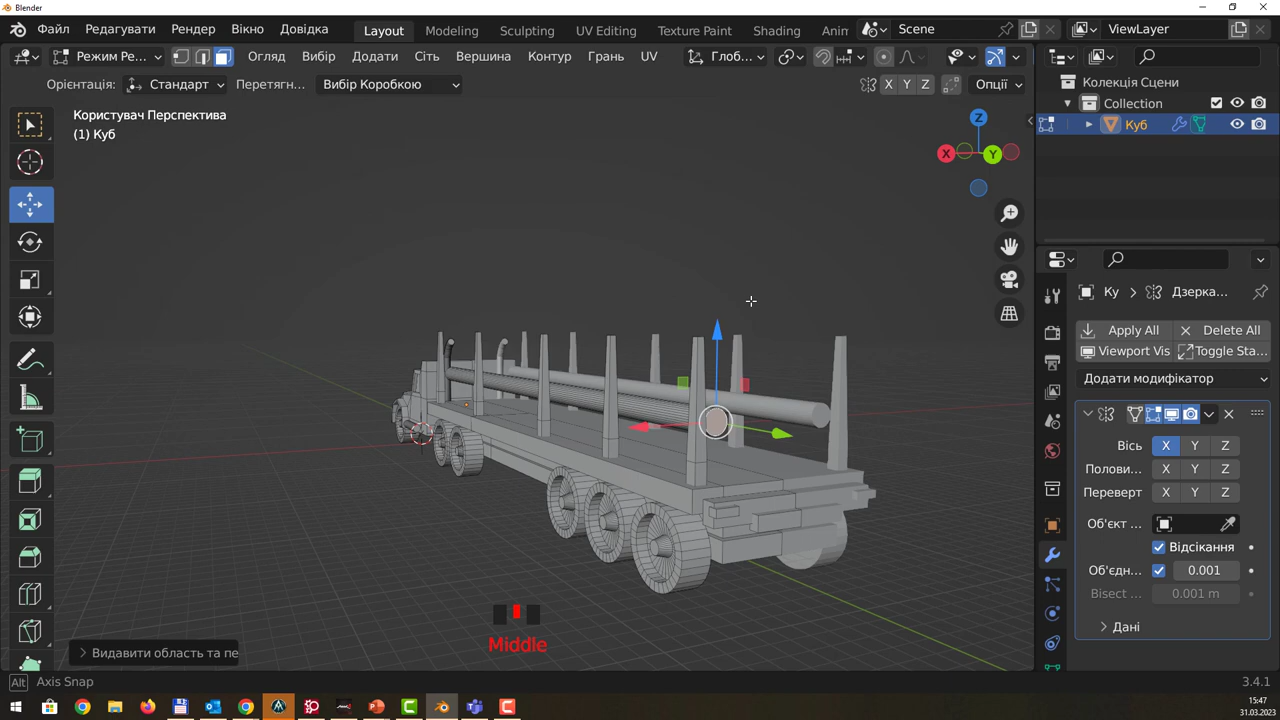 Blender
Файл Редагувати Рендер Вікно Довідка Layout Modeling Sculpting UV Editing Texture Paint Shading Anim Scene ViewLayer
Режим Ре... Огляд Вибір Додати Сіть Вершина Контур Грань UV Глоб...
Орієнтація: Стандарт Перетягн... Вибір Коробкою X Y Z Опції
Користувач Перспектива
(1) Куб
Z
X Y
Колекція Сцени
Collection
Куб
Ку > Дзерка...
Apply All Delete All
Viewport Vis Toggle Sta...
Додати модифікатор
Вісь X Y Z
Полови... X Y Z
Переверт X Y Z
Об'єкт ...
Відсікання
Об'єдн... 0.001
Bisect ... 0.001 m
Дані
Middle
Видавити область та пе
Alt Axis Snap 3.4.1
15:47
31.03.2023